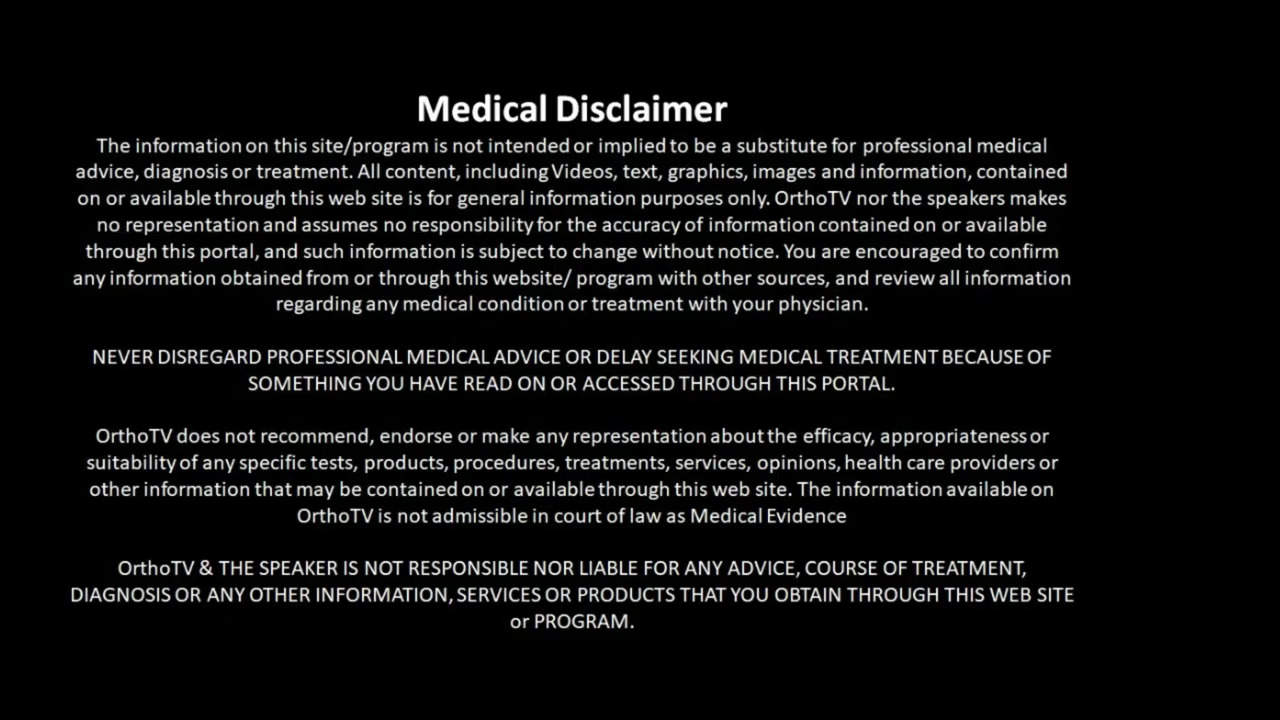 Medical Disclaimer
The information on this site/program is not intended or implied to be a substitute for professional medical
advice, diagnosis or treatment. All content, including Videos, text, graphics, images and information, contained
on or available through this web site is for general information purposes only. OrthoTV nor the speakers makes
no representation and assumes no responsibility for the accuracy of information contained on or available
through this portal, and such information is subject to change without notice. You are encouraged to confirm
any information obtained from or through this website/ program with other sources, and review all information
regarding any medical condition or treatment with your physician.
NEVER DISREGARD PROFESSIONAL MEDICAL ADVICE OR DELAY SEEKING MEDICAL TREATMENT BECAUSE OF
SOMETHING YOU HAVE READ ON OR ACCESSED THROUGH THIS PORTAL.
OrthoTV does not recommend, endorse or make any representation about the efficacy, appropriateness or
suitability of any specific tests, products, procedures, treatments, services, opinions, health care providers or
other information that may be contained on or available through this web site. The information available on
OrthoTV is not admissible in court of law as Medical Evidence
OrthoTV & THE SPEAKER IS NOT RESPONSIBLE NOR LIABLE FOR ANY ADVICE, COURSE OF TREATMENT,
DIAGNOSIS OR ANY OTHER INFORMATION, SERVICES OR PRODUCTS THAT YOU OBTAIN THROUGH THIS WEB SITE
or PROGRAM.